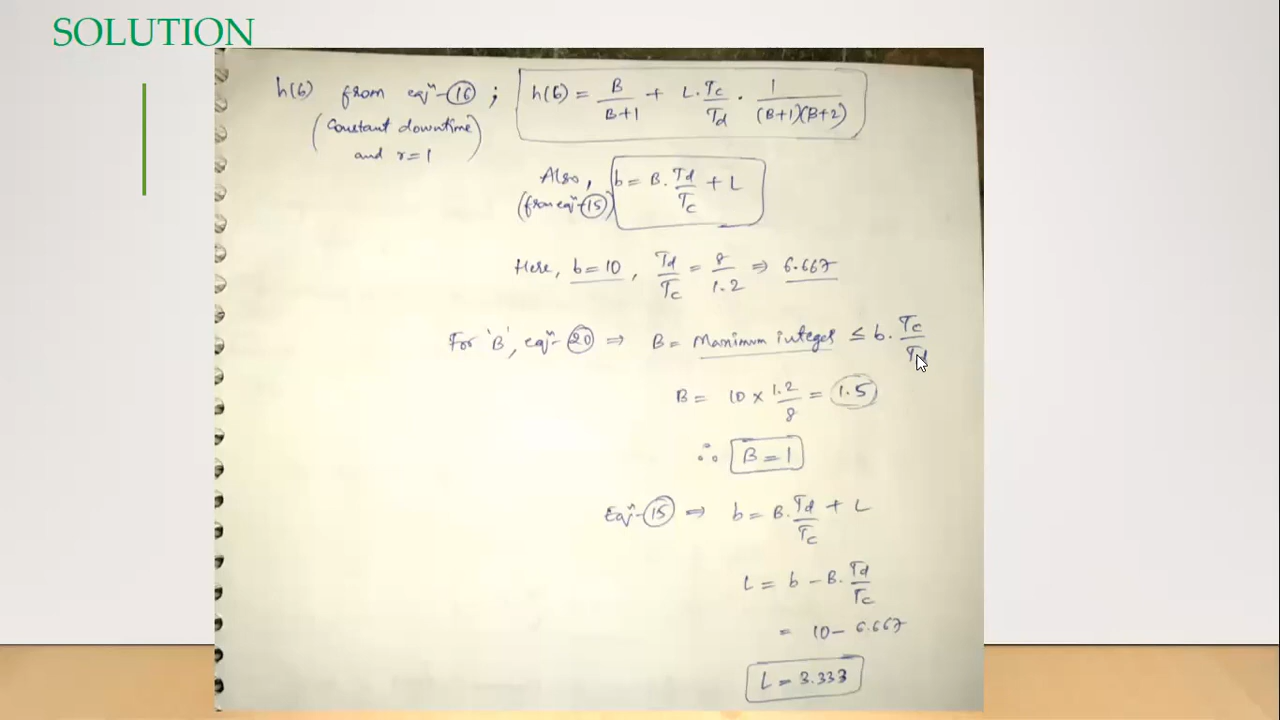 SOLUTION
h(b) from eqⁿ-(16) ; h(b) = B/(B+1) + L. Tc/Td . 1/((B+1)(B+2))
(Constant downtime and r=1)
Also, (from eqⁿ-(15)) b = B. Td/Tc + L
Here, b=10, Td/Tc = 8/1.2 ⇒ 6.667
For 'B', eqⁿ-(20) ⇒ B = Maximum integer ≤ b. Tc/Td
B = 10 × 1.2/8 = 1.5
∴ B = 1
Eqⁿ-(15) ⇒ b = B. Td/Tc + L
L = b - B. Td/Tc
= 10 - 6.667
L = 3.333